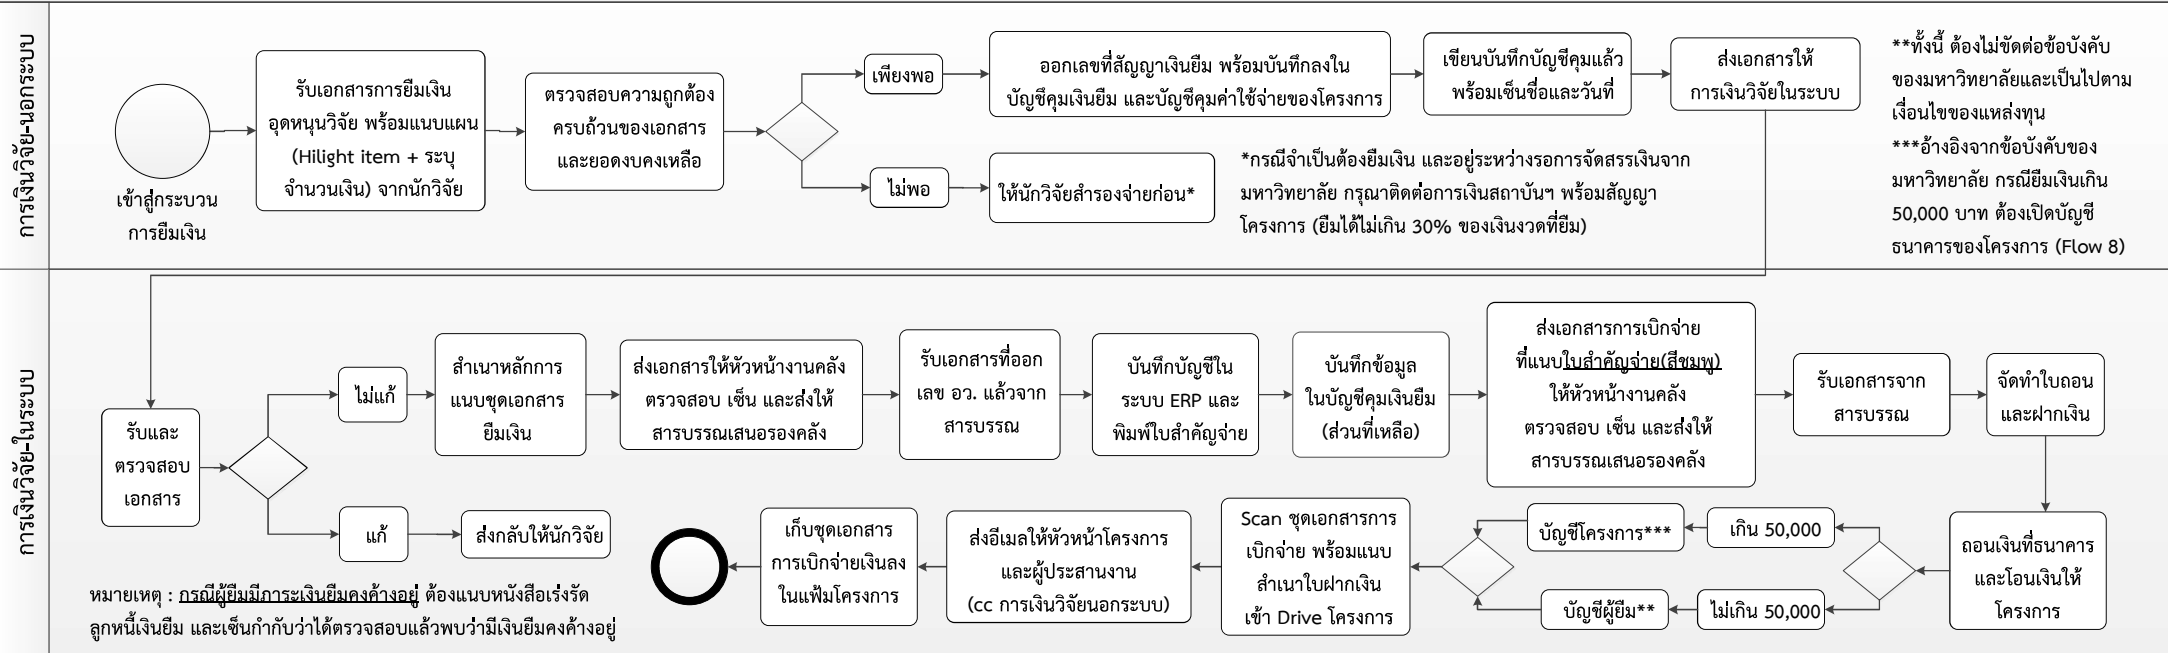 การเงินวิจัย-นอกระบบ
เข้าสู่กระบวน
การยืมเงิน
รับเอกสารการยืมเงิน
อุดหนุนวิจัย พร้อมแนบแผน
(Hilight item + ระบุ
จำนวนเงิน) จากนักวิจัย
ตรวจสอบความถูกต้อง
ครบถ้วนของเอกสาร
และยอดงบคงเหลือ
เพียงพอ
ไม่พอ
ออกเลขที่สัญญาเงินยืม พร้อมบันทึกลงใน
บัญชีคุมเงินยืม และบัญชีคุมค่าใช้จ่ายของโครงการ
ให้นักวิจัยสำรองจ่ายก่อน*
เขียนบันทึกบัญชีคุมแล้ว
พร้อมเซ็นชื่อและวันที่
ส่งเอกสารให้
การเงินวิจัยในระบบ
*กรณีจำเป็นต้องยืมเงิน และอยู่ระหว่างรอการจัดสรรเงินจาก
มหาวิทยาลัย กรุณาติดต่อการเงินสถาบันฯ พร้อมสัญญา
โครงการ (ยืมได้ไม่เกิน 30% ของเงินงวดที่ยืม)
**ทั้งนี้ ต้องไม่ขัดต่อข้อบังคับ
ของมหาวิทยาลัยและเป็นไปตาม
เงื่อนไขของแหล่งทุน
***อ้างอิงจากข้อบังคับของ
มหาวิทยาลัย กรณียืมเงินเกิน
50,000 บาท ต้องเปิดบัญชี
ธนาคารของโครงการ (Flow 8)
การเงินวิจัย-ในระบบ
รับและ
ตรวจสอบ
เอกสาร
ไม่แก้
แก้
ส่งกลับให้นักวิจัย
สำเนาหลักการ
แนบชุดเอกสาร
ยืมเงิน
ส่งเอกสารให้หัวหน้างานคลัง
ตรวจสอบ เซ็น และส่งให้
สารบรรณเสนอรองคลัง
รับเอกสารที่ออก
เลข อว. แล้วจาก
สารบรรณ
บันทึกบัญชีใน
ระบบ ERP และ
พิมพ์ใบสำคัญจ่าย
บันทึกข้อมูล
ในบัญชีคุมเงินยืม
(ส่วนที่เหลือ)
ส่งเอกสารการเบิกจ่าย
ที่แนบใบสำคัญจ่าย(สีชมพู)
ให้หัวหน้างานคลัง
ตรวจสอบ เซ็น และส่งให้
สารบรรณเสนอรองคลัง
รับเอกสารจาก
สารบรรณ
จัดทำใบถอน
และฝากเงิน
ถอนเงินที่ธนาคาร
และโอนเงินให้
โครงการ
เกิน 50,000
บัญชีโครงการ***
ไม่เกิน 50,000
บัญชีผู้ยืม**
Scan ชุดเอกสารการ
เบิกจ่าย พร้อมแนบ
สำเนาใบฝากเงิน
เข้า Drive โครงการ
ส่งอีเมลให้หัวหน้าโครงการ
และผู้ประสานงาน
(cc การเงินวิจัยนอกระบบ)
เก็บชุดเอกสาร
การเบิกจ่ายเงินลง
ในแฟ้มโครงการ
หมายเหตุ : กรณีผู้ยืมมีภาระเงินยืมคงค้างอยู่ ต้องแนบหนังสือเร่งรัด
ลูกหนี้เงินยืม และเซ็นกำกับว่าได้ตรวจสอบแล้วพบว่ามีเงินยืมคงค้างอยู่